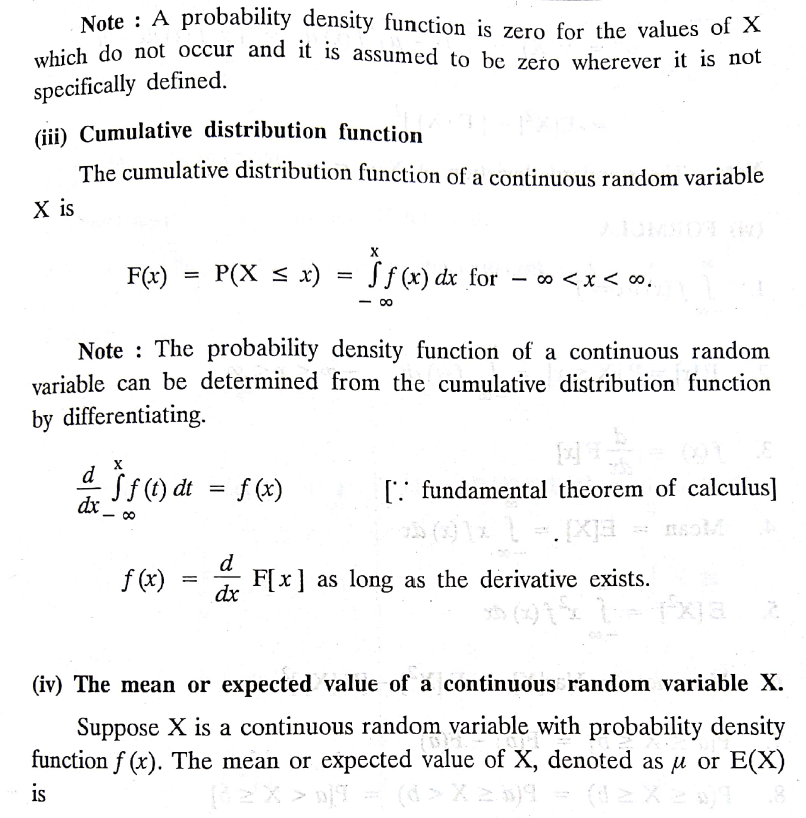 Note : A probability density function is zero for the values of X
which do not occur and it is assumed to be zero wherever it is not
specifically defined.
(iii) Cumulative distribution function
The cumulative distribution function of a continuous random variable
X is
F(x) = P(X ≤ x) = ∫_{- ∞}^{x} f (x) dx for - ∞ < x < ∞.
Note : The probability density function of a continuous random
variable can be determined from the cumulative distribution function
by differentiating.
d/dx ∫_{- ∞}^{x} f (t) dt = f (x) [∵ fundamental theorem of calculus]
f (x) = d/dx F[x] as long as the derivative exists.
(iv) The mean or expected value of a continuous random variable X.
Suppose X is a continuous random variable with probability density
function f (x). The mean or expected value of X, denoted as μ or E(X)
is